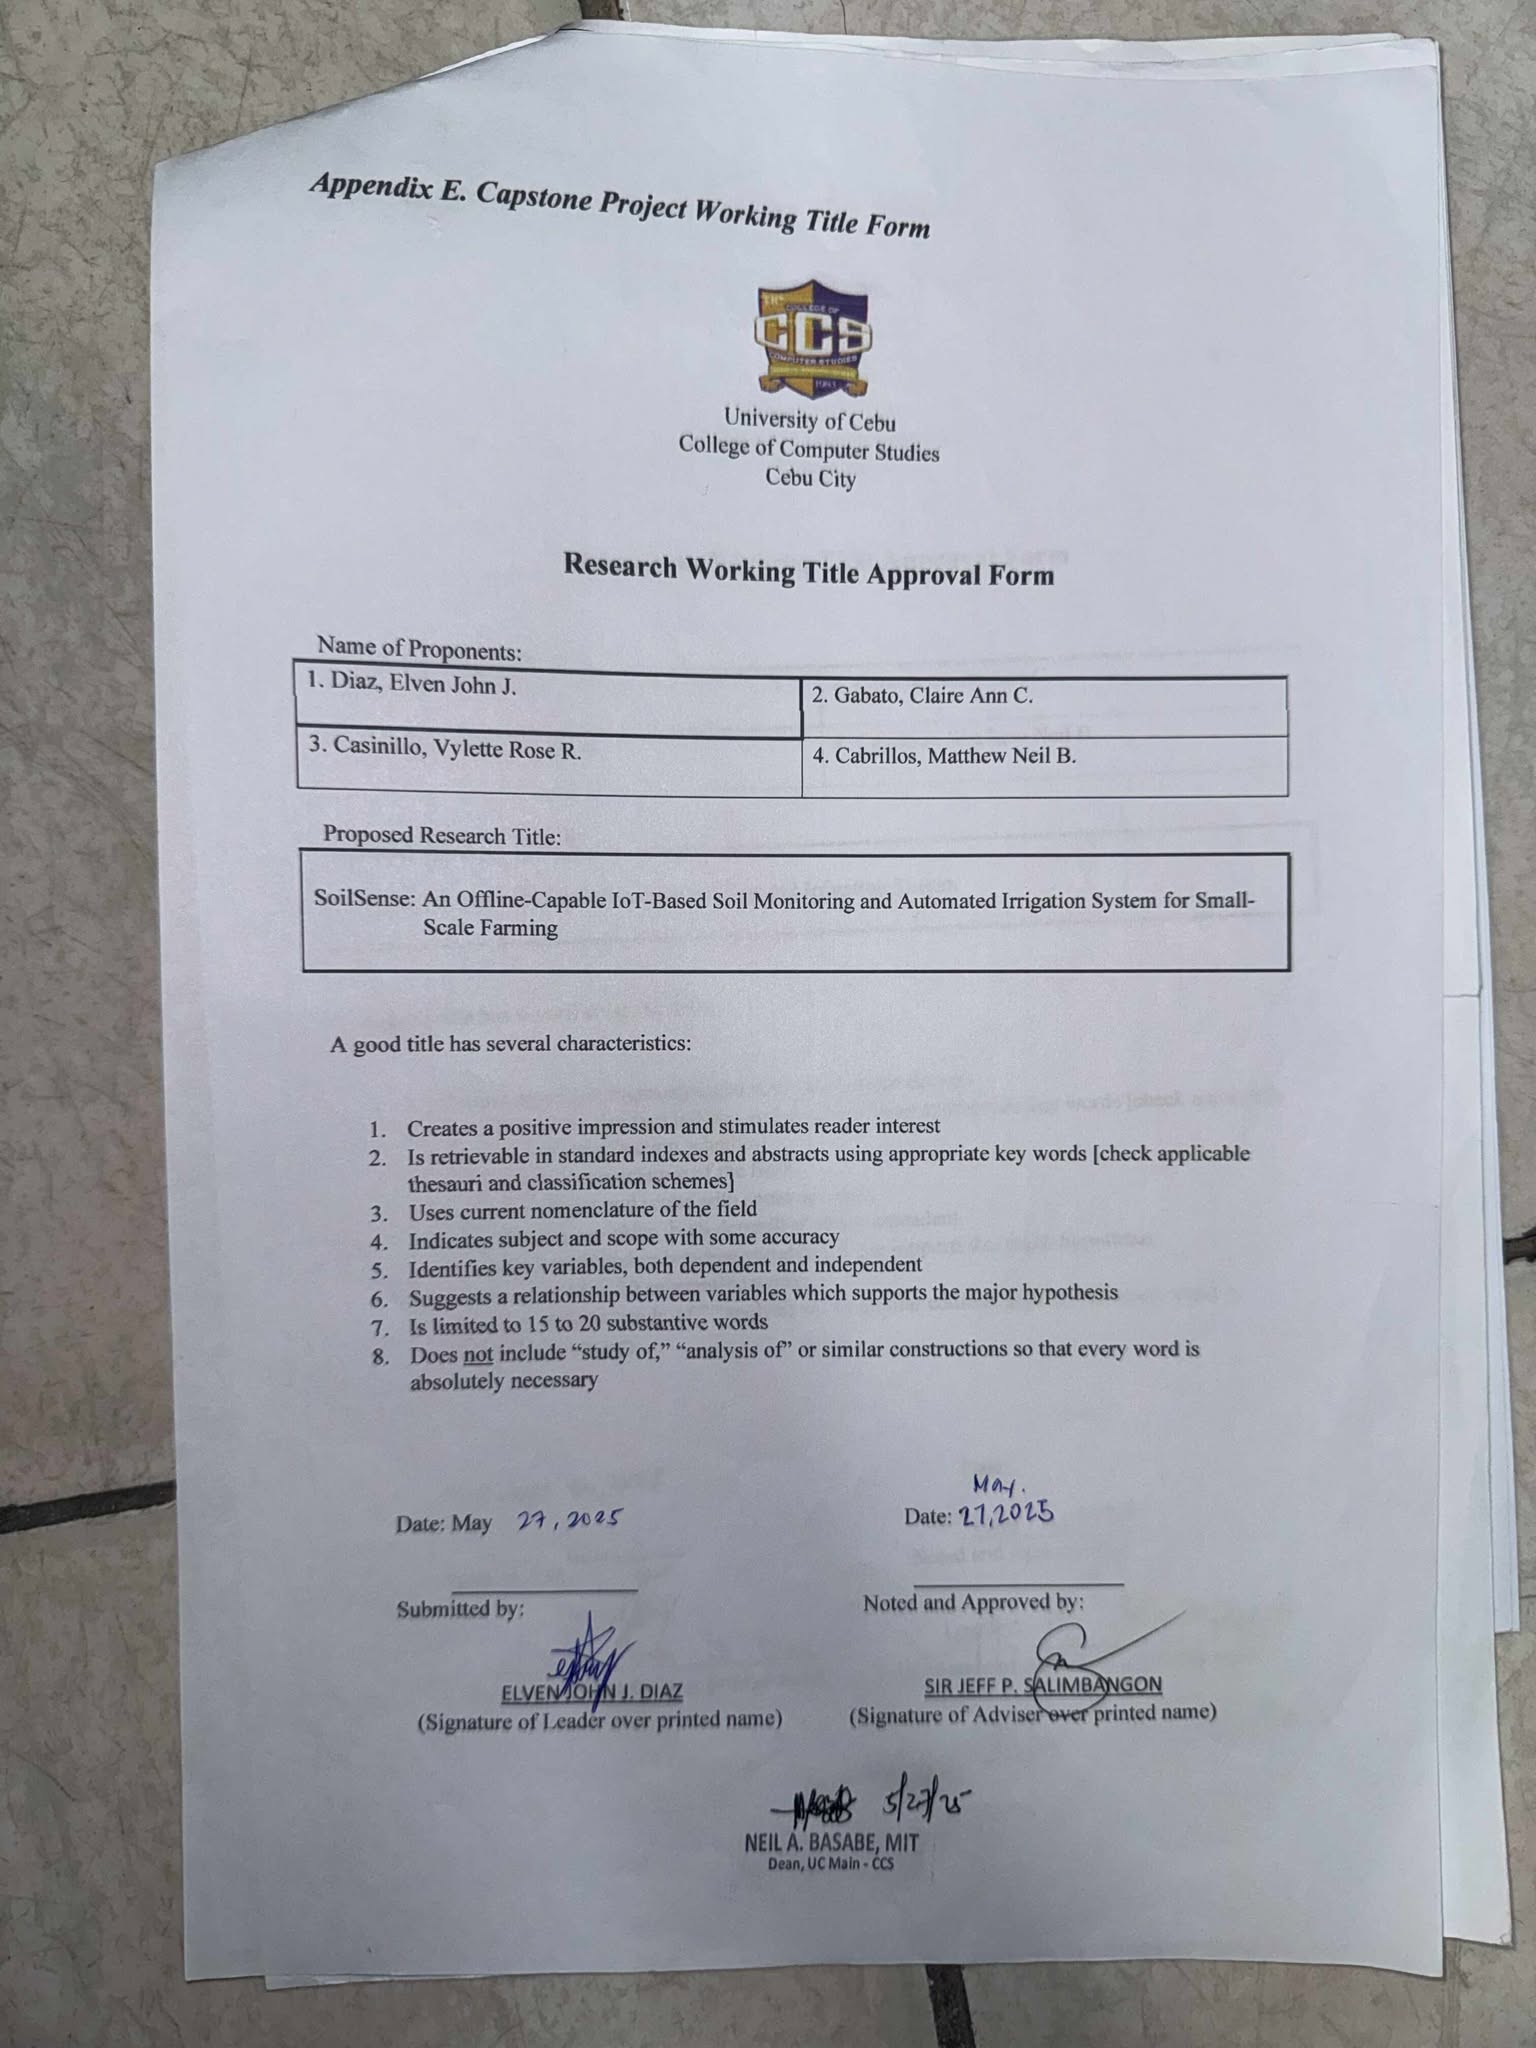 Appendix E. Capstone Project Working Title Form
THE
COLLEGE OF
CCS
COMPUTER STUDIES
University of Cebu
College of Computer Studies
Cebu City
Research Working Title Approval Form
Name of Proponents:
1. Diaz, Elven John J.
2. Gabato, Claire Ann C.
3. Casinillo, Vylette Rose R.
4. Cabrillos, Matthew Neil B.
Proposed Research Title:
SoilSense: An Offline-Capable IoT-Based Soil Monitoring and Automated Irrigation System for Small-
Scale Farming
A good title has several characteristics:
1. Creates a positive impression and stimulates reader interest
2. Is retrievable in standard indexes and abstracts using appropriate key words [check applicable
thesauri and classification schemes]
3. Uses current nomenclature of the field
4. Indicates subject and scope with some accuracy
5. Identifies key variables, both dependent and independent
6. Suggests a relationship between variables which supports the major hypothesis
7. Is limited to 15 to 20 substantive words
8. Does not include “study of,” “analysis of” or similar constructions so that every word is
absolutely necessary
Date: May 27, 2025
May.
Date: 27,2025
Submitted by:
Noted and Approved by:
ELVEN JOHN J. DIAZ
SIR JEFF P. SALIMBANGON
(Signature of Leader over printed name)
(Signature of Adviser over printed name)
5/27/25
NEIL A. BASABE, MIT
Dean, UC Main - CCS